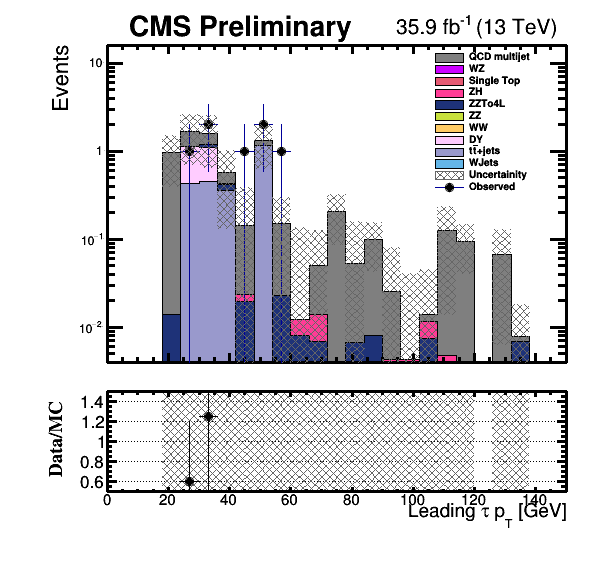 CMS Preliminary 35.9 fb⁻¹ (13 TeV)
Events
10
1
10⁻¹
10⁻²
QCD multijet
WZ
Single Top
ZH
ZZTo4L
ZZ
WW
DY
tt+jets
WJets
Uncertainity
Observed
Data/MC
1.4
1.2
1
0.8
0.6
0 20 40 60 80 100 120 140
Leading τ p_T [GeV]